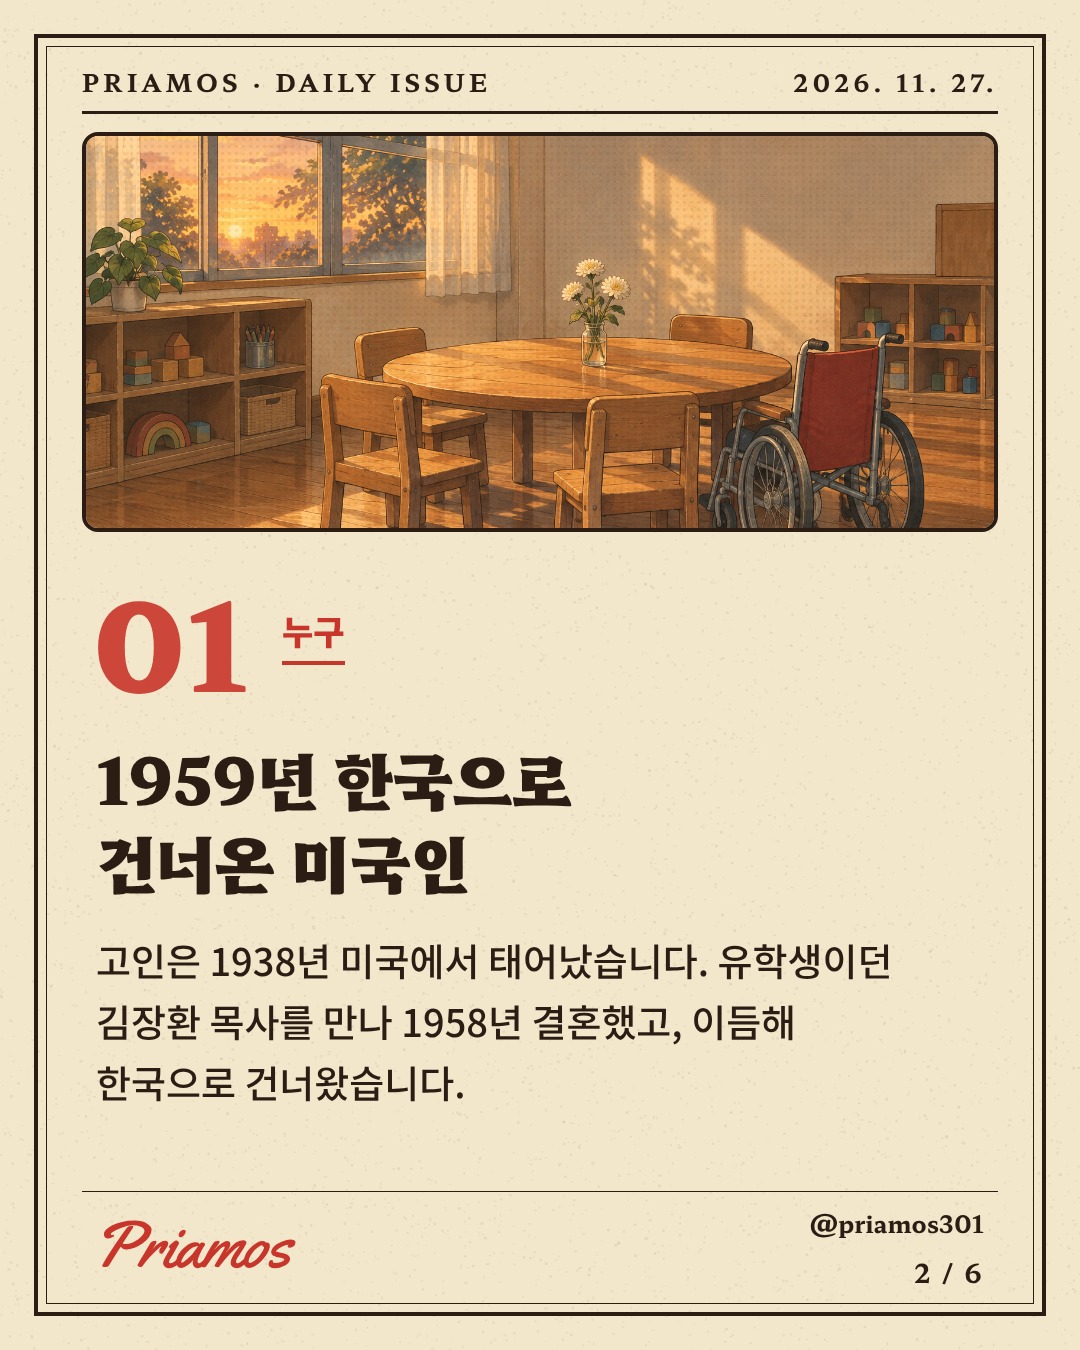 PRIAMOS · DAILY ISSUE
2026. 11. 27.
01
누구
1959년 한국으로
건너온 미국인
고인은 1938년 미국에서 태어났습니다. 유학생이던
김장환 목사를 만나 1958년 결혼했고, 이듬해
한국으로 건너왔습니다.
Priamos
@priamos301
2 / 6